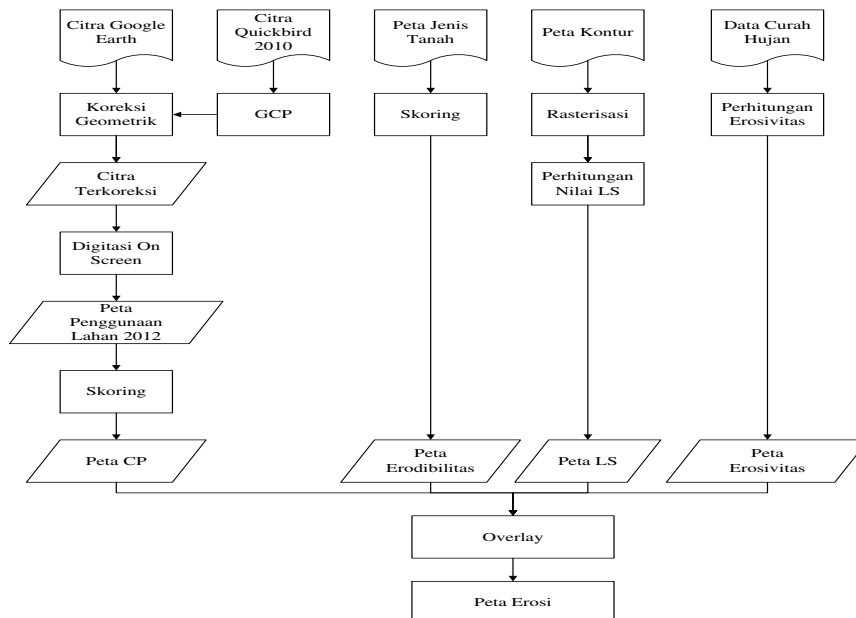 Citra Google
Earth
Citra
Quickbird
2010
Peta Jenis
Tanah
Peta Kontur
Data Curah
Hujan
Koreksi
Geometrik
GCP
Skoring
Rasterisasi
Perhitungan
Erosivitas
Citra
Terkoreksi
Perhitungan
Nilai LS
Digitasi On
Screen
Peta
Penggunaan
Lahan 2012
Skoring
Peta CP
Peta
Erodibilitas
Peta LS
Peta
Erosivitas
Overlay
Peta Erosi